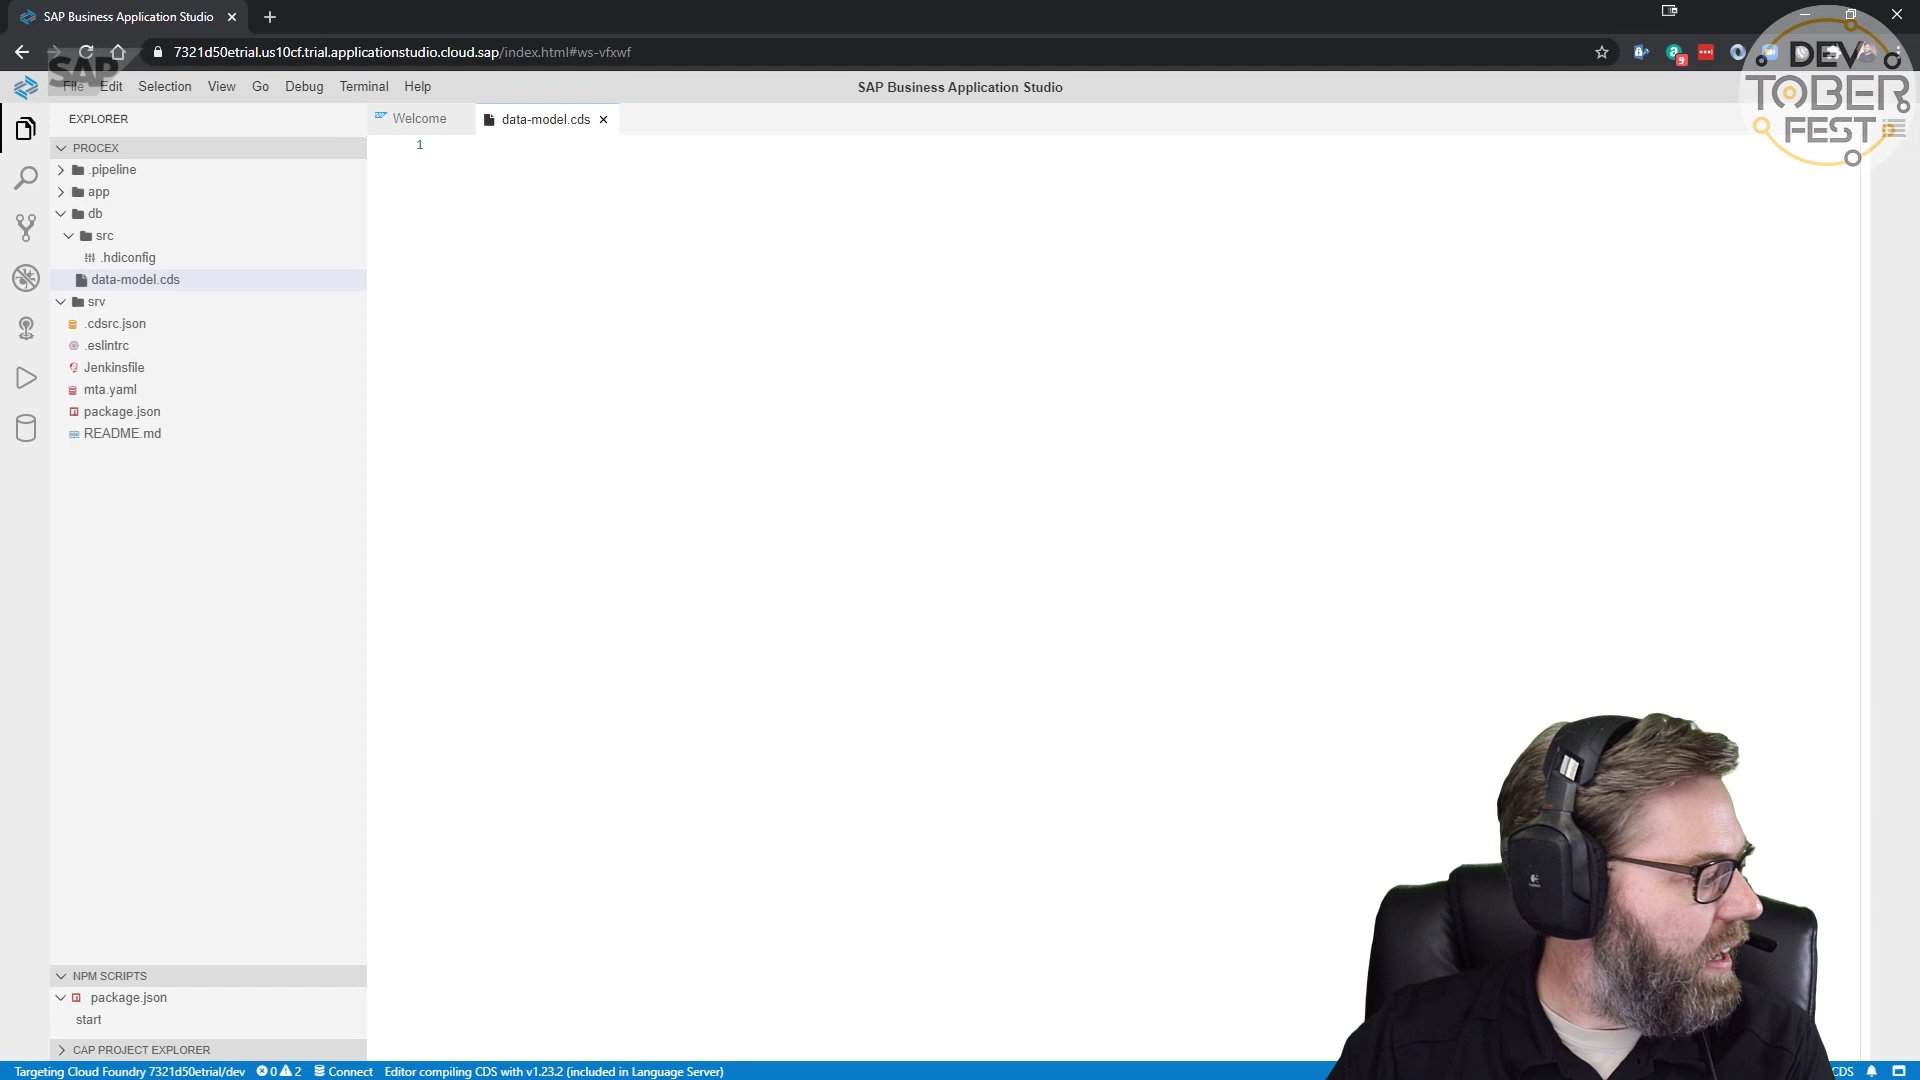 SAP Business Application Studio
7321d50etrial.us10cf.trial.applicationstudio.cloud.sap/index.html#ws-vfxwf
9
SAP
File Edit Selection View Go Debug Terminal Help
SAP Business Application Studio
DEV
TOBER
FEST
EXPLORER
Welcome
data-model.cds
1
PROCEX
.pipeline
app
db
src
.hdiconfig
data-model.cds
srv
.cdsrc.json
.eslintrc
Jenkinsfile
mta.yaml
package.json
README.md
NPM SCRIPTS
package.json
start
CAP PROJECT EXPLORER
Targeting Cloud Foundry 7321d50etrial/dev 0 2 Connect Editor compiling CDS with v1.23.2 (included in Language Server) CDS